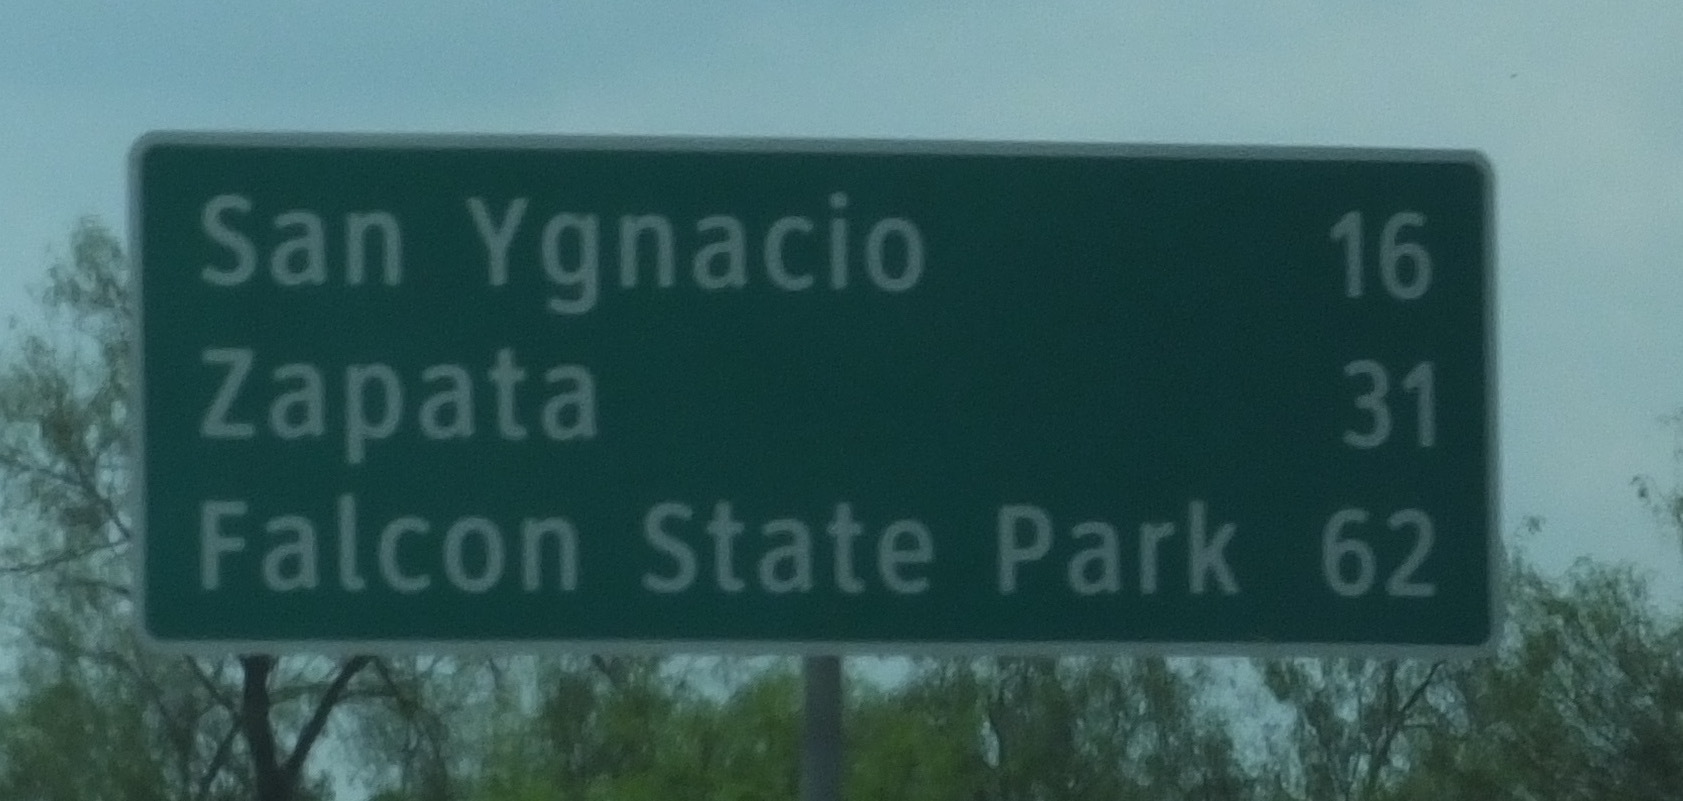 San Ygnacio 16
Zapata 31
Falcon State Park 62